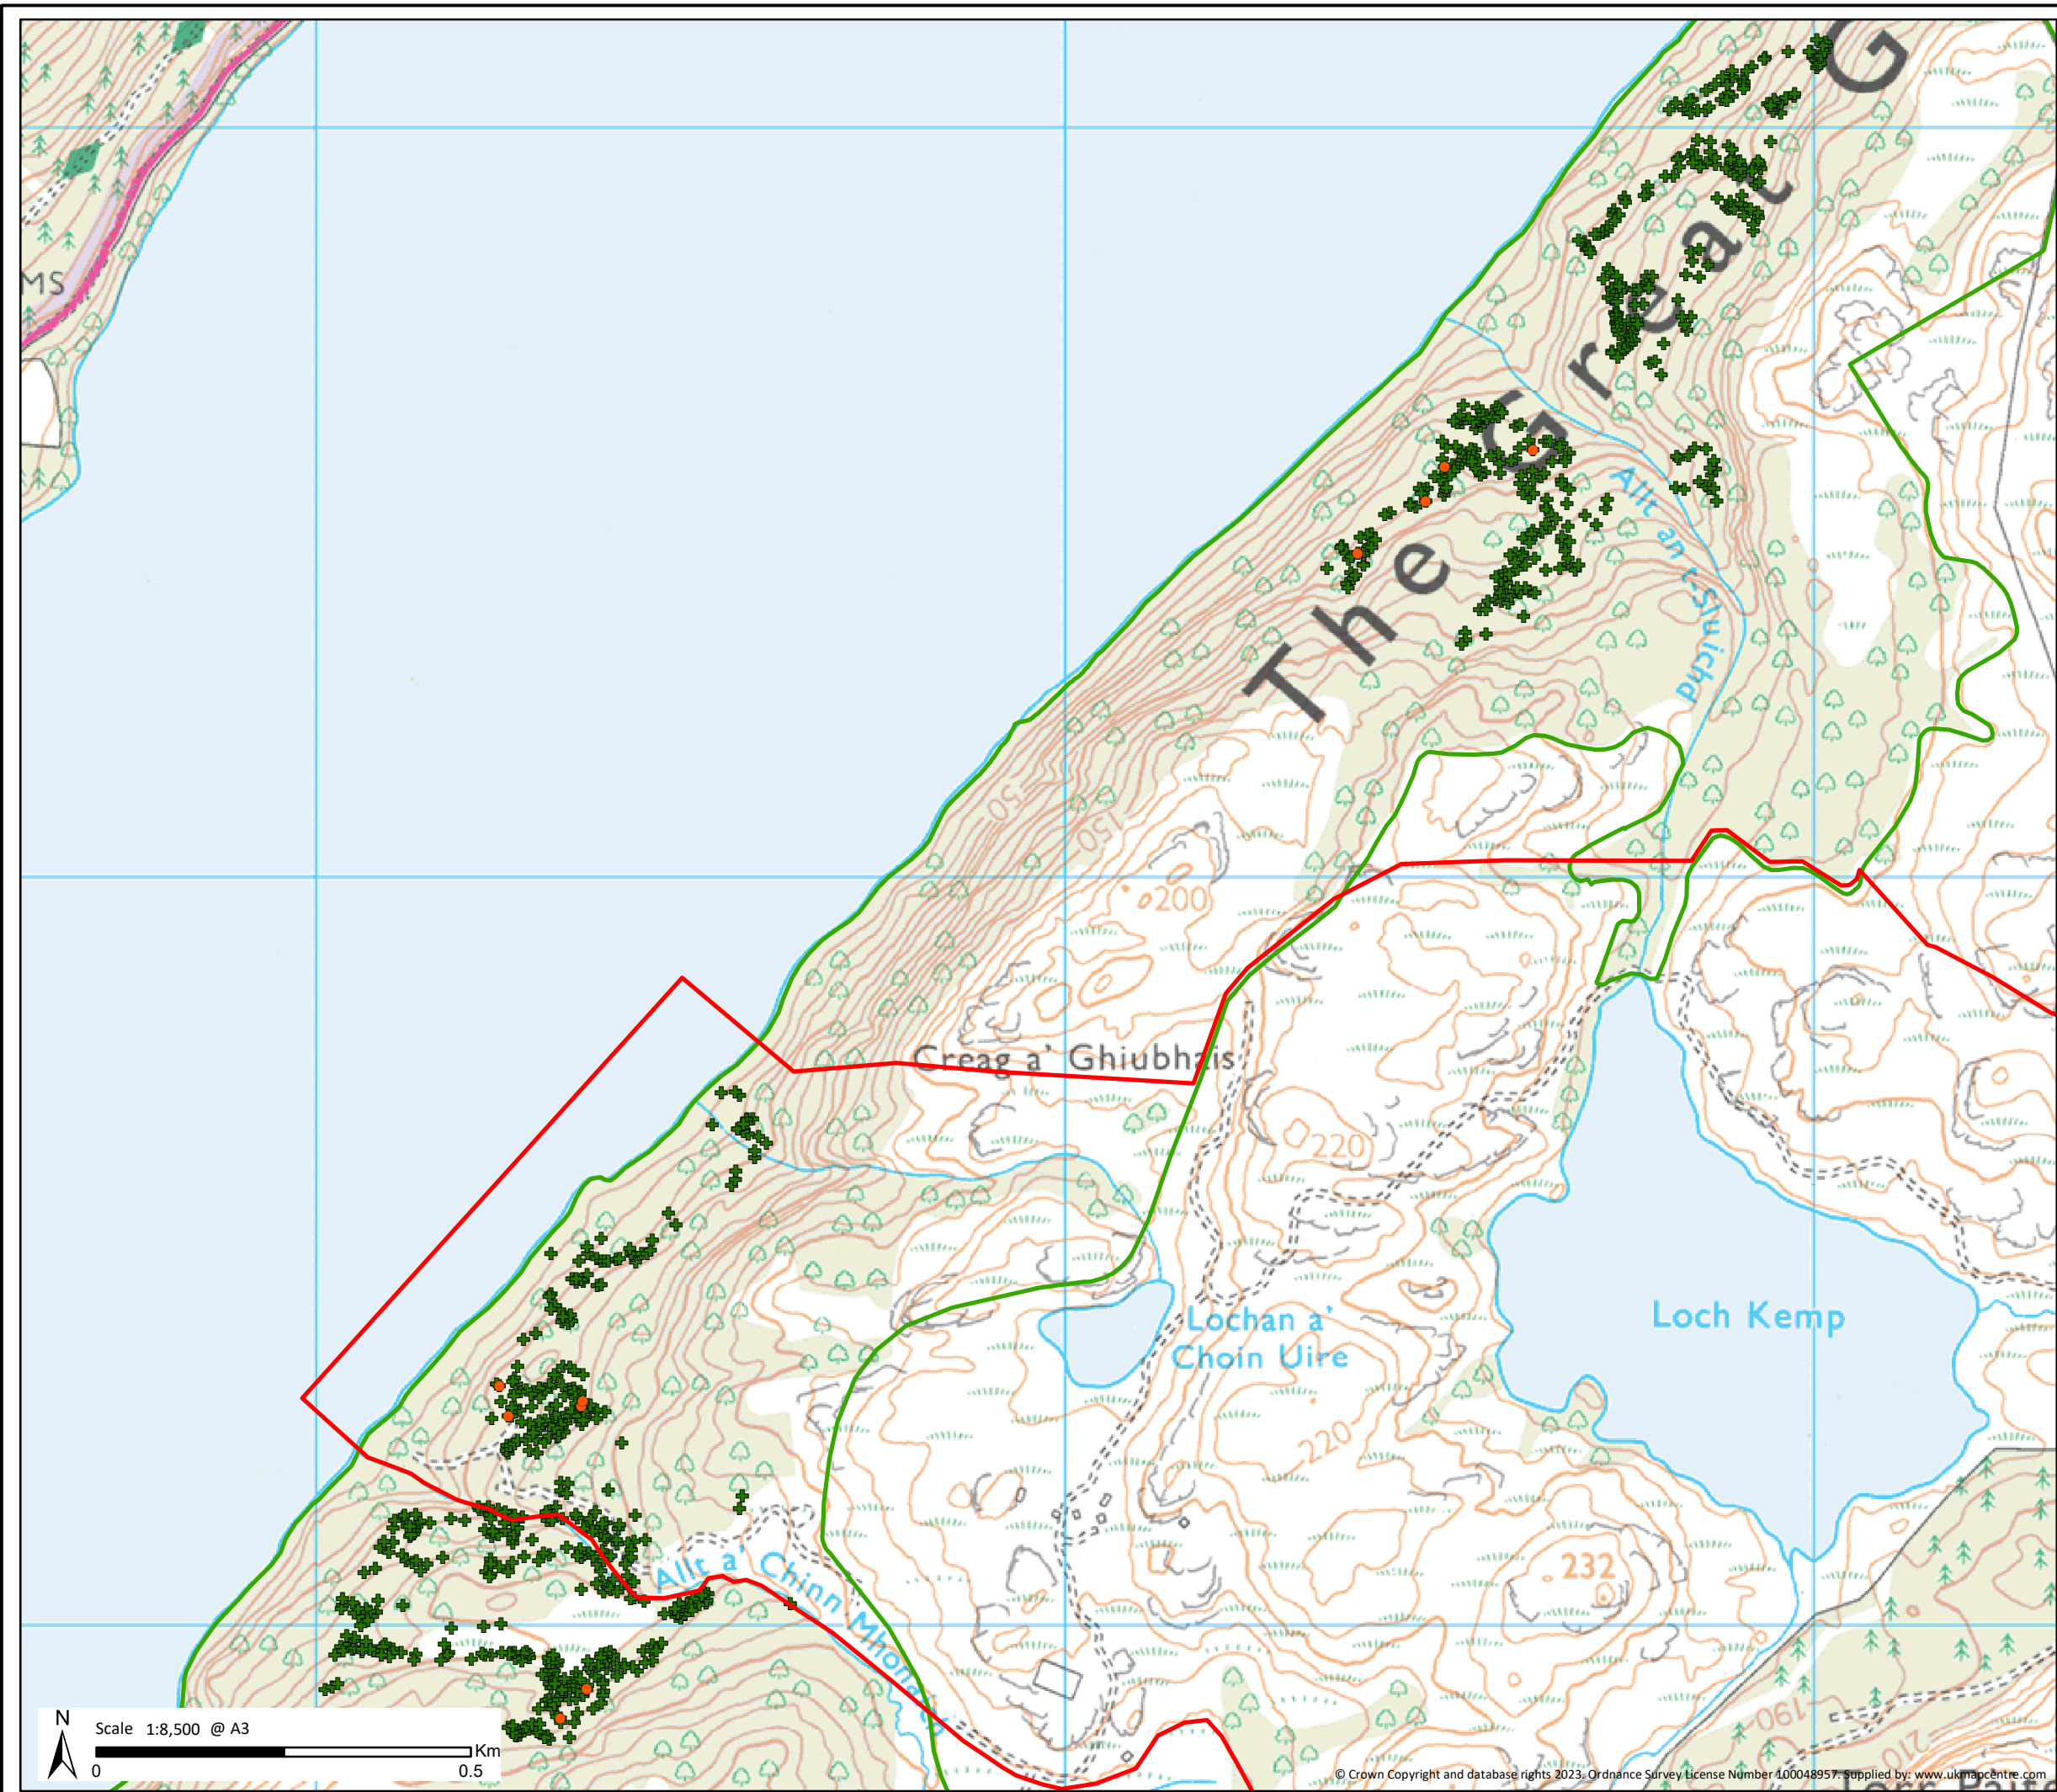 MS
The Great G
Allt an t-Sluichd
50
150
200
Creag a' Ghiubhais
220
Lochan a'
Choin Uire
Loch Kemp
220
232
Allt a' Chinn Mhonaich
190
210
N
Scale 1:8,500 @ A3
Km
0 0.5
© Crown Copyright and database rights 2023. Ordnance Survey License Number 100048957. Supplied by: www.ukmapcentre.com